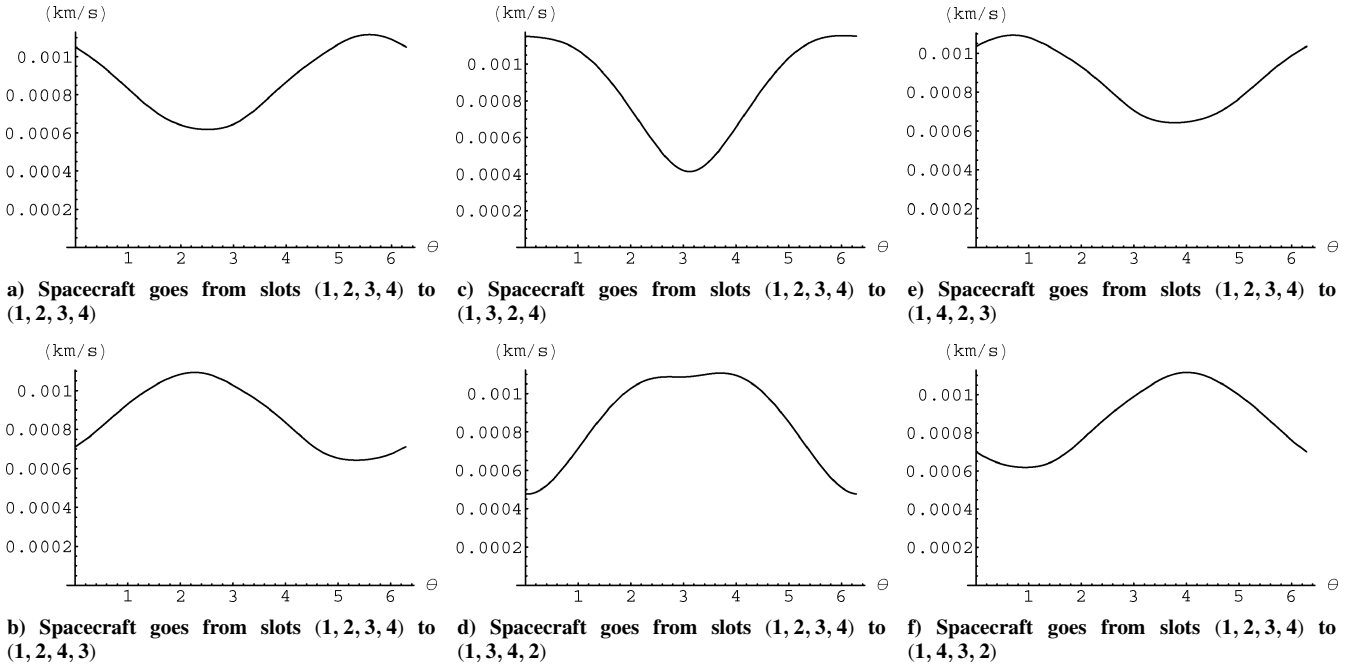 (km/s)
0.001
0.0008
0.0006
0.0004
0.0002
1 2 3 4 5 6 θ
a) Spacecraft goes from slots (1, 2, 3, 4) to
(1, 2, 3, 4)
(km/s)
0.001
0.0008
0.0006
0.0004
0.0002
1 2 3 4 5 6 θ
c) Spacecraft goes from slots (1, 2, 3, 4) to
(1, 3, 2, 4)
(km/s)
0.001
0.0008
0.0006
0.0004
0.0002
1 2 3 4 5 6 θ
e) Spacecraft goes from slots (1, 2, 3, 4) to
(1, 4, 2, 3)
(km/s)
0.001
0.0008
0.0006
0.0004
0.0002
1 2 3 4 5 6 θ
b) Spacecraft goes from slots (1, 2, 3, 4) to
(1, 2, 4, 3)
(km/s)
0.001
0.0008
0.0006
0.0004
0.0002
1 2 3 4 5 6 θ
d) Spacecraft goes from slots (1, 2, 3, 4) to
(1, 3, 4, 2)
(km/s)
0.001
0.0008
0.0006
0.0004
0.0002
1 2 3 4 5 6 θ
f) Spacecraft goes from slots (1, 2, 3, 4) to
(1, 4, 3, 2)